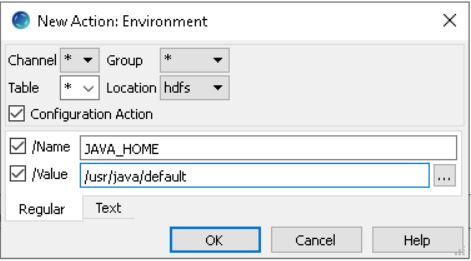 New Action: Environment
Channel * Group *
Table * Location hdfs
Configuration Action
/Name JAVA_HOME
/Value /usr/java/default ...
Regular Text
OK Cancel Help